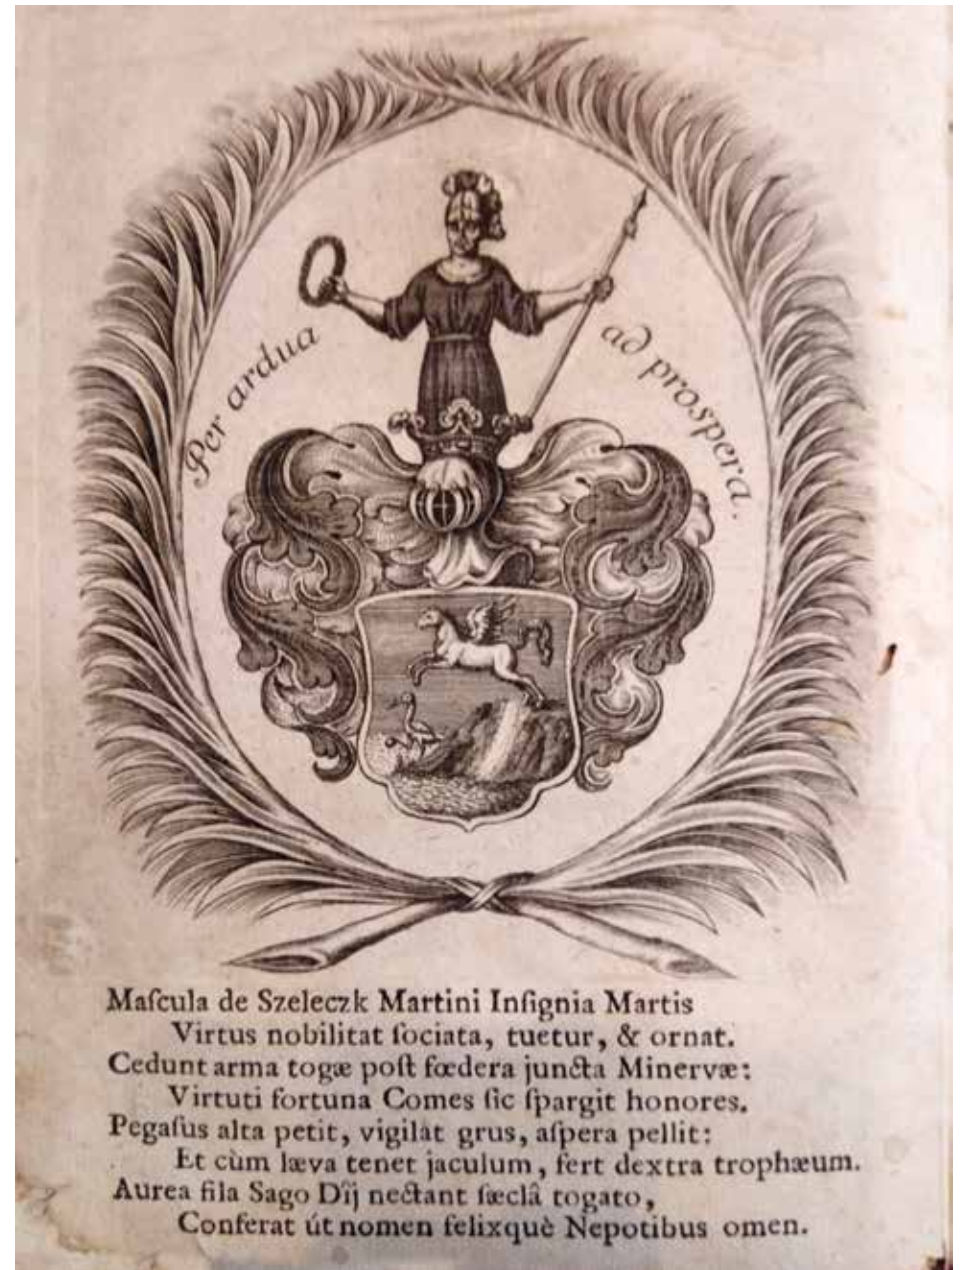 Per ardua
ad prospera.
Maſcula de Szeleczk Martini Inſignia Martis
Virtus nobilitat ſociata, tuetur, & ornat.
Cedunt arma togæ poſt fœdera juncta Minervæ:
Virtuti fortuna Comes ſic ſpargit honores.
Pegaſus alta petit, vigilat grus, aſpera pellit:
Et cùm læva tenet jaculum, fert dextra trophæum.
Aurea fila Sago Dîj nectant ſæclâ togato,
Conferat út nomen felixquè Nepotibus omen.